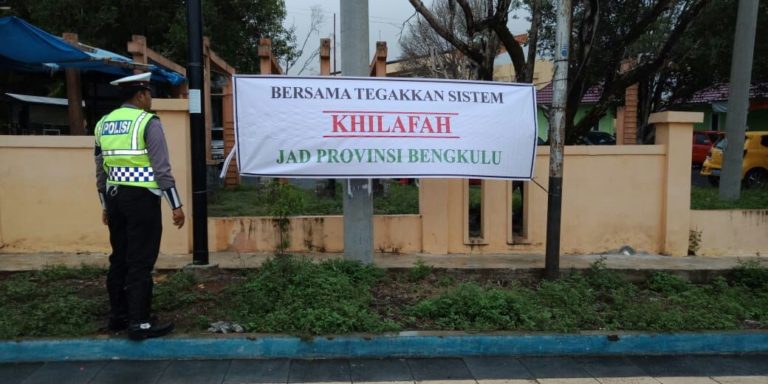 POLISI
BERSAMA TEGAKKAN SISTEM
KHILAFAH
JAD PROVINSI BENGKULU